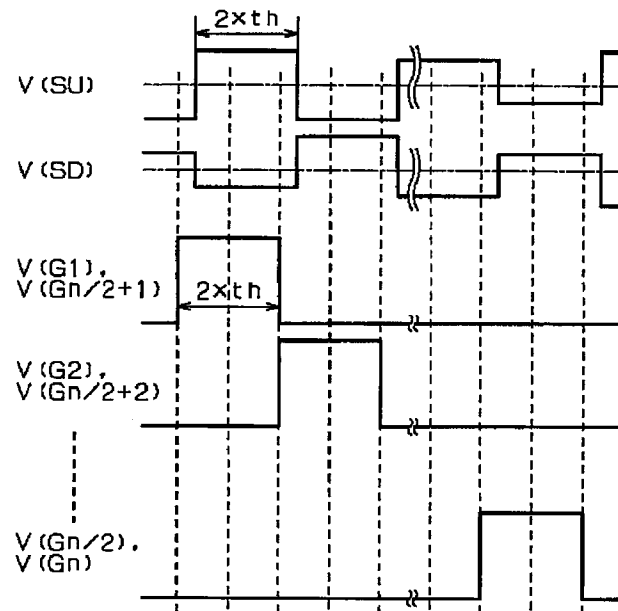 2×th
V(SU)
V(SD)
V(G1),
V(Gn/2+1)
2×th
V(G2),
V(Gn/2+2)
V(Gn/2),
V(Gn)